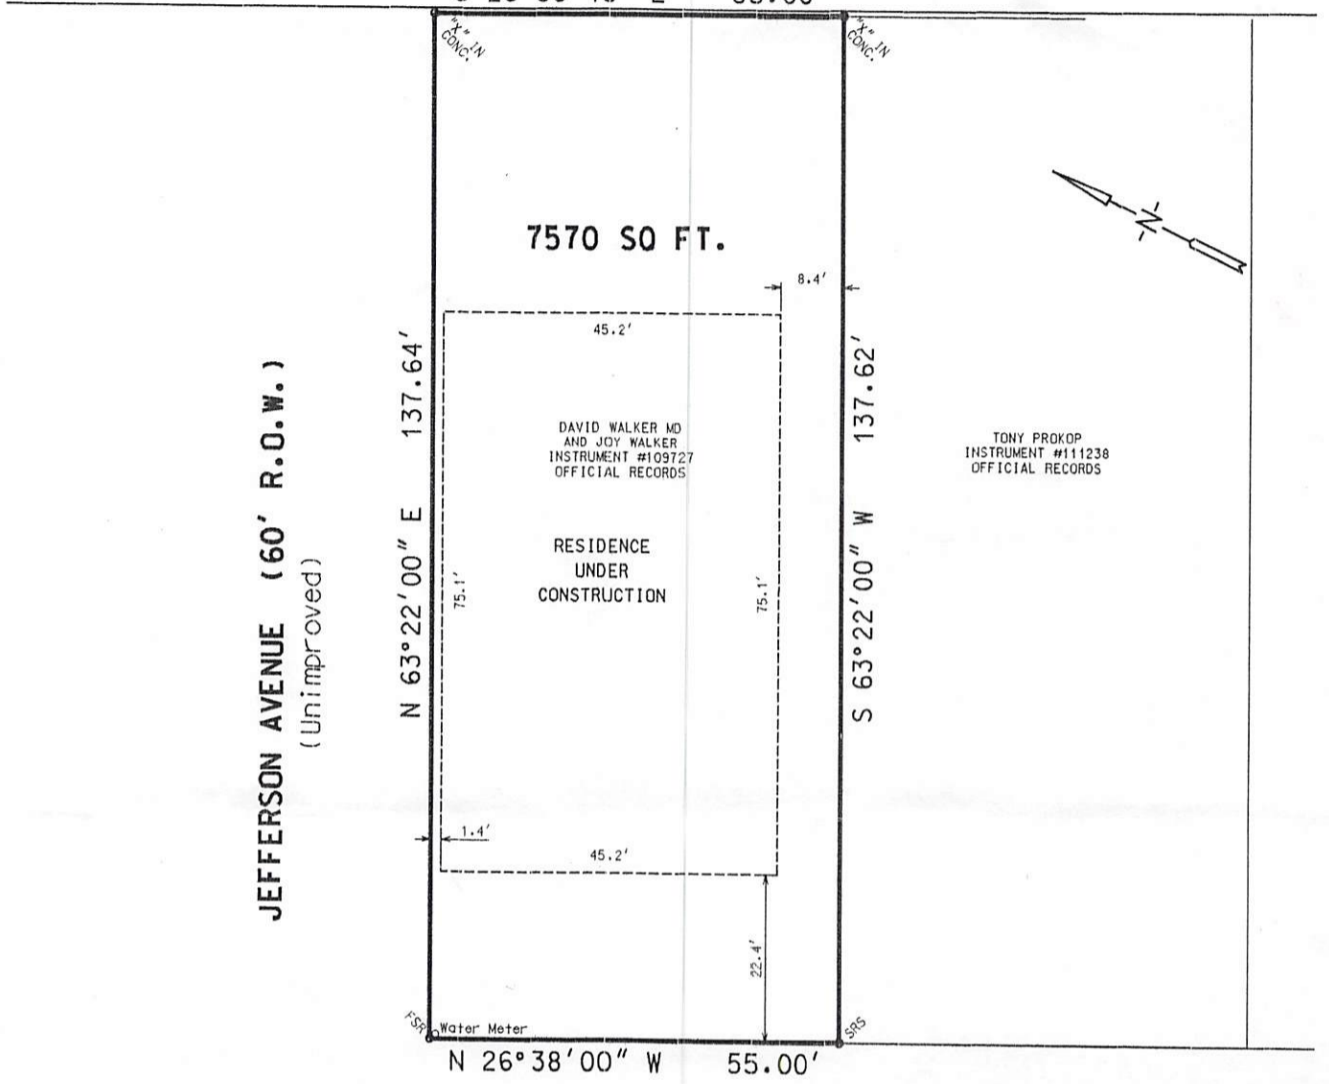 "X" IN
CONC.
"X" IN
CONC.
N
7570 SQ FT.
8.4'
45.2'
N 63°22'00" E 137.64'
S 63°22'00" W 137.62'
JEFFERSON AVENUE (60' R.O.W.)
(Unimproved)
DAVID WALKER MD
AND JOY WALKER
INSTRUMENT #109727
OFFICIAL RECORDS
TONY PROKOP
INSTRUMENT #111238
OFFICIAL RECORDS
RESIDENCE
UNDER
CONSTRUCTION
75.1'
75.1'
1.4'
45.2'
22.4'
FSR
Water Meter
SRS
N 26°38'00" W 55.00'